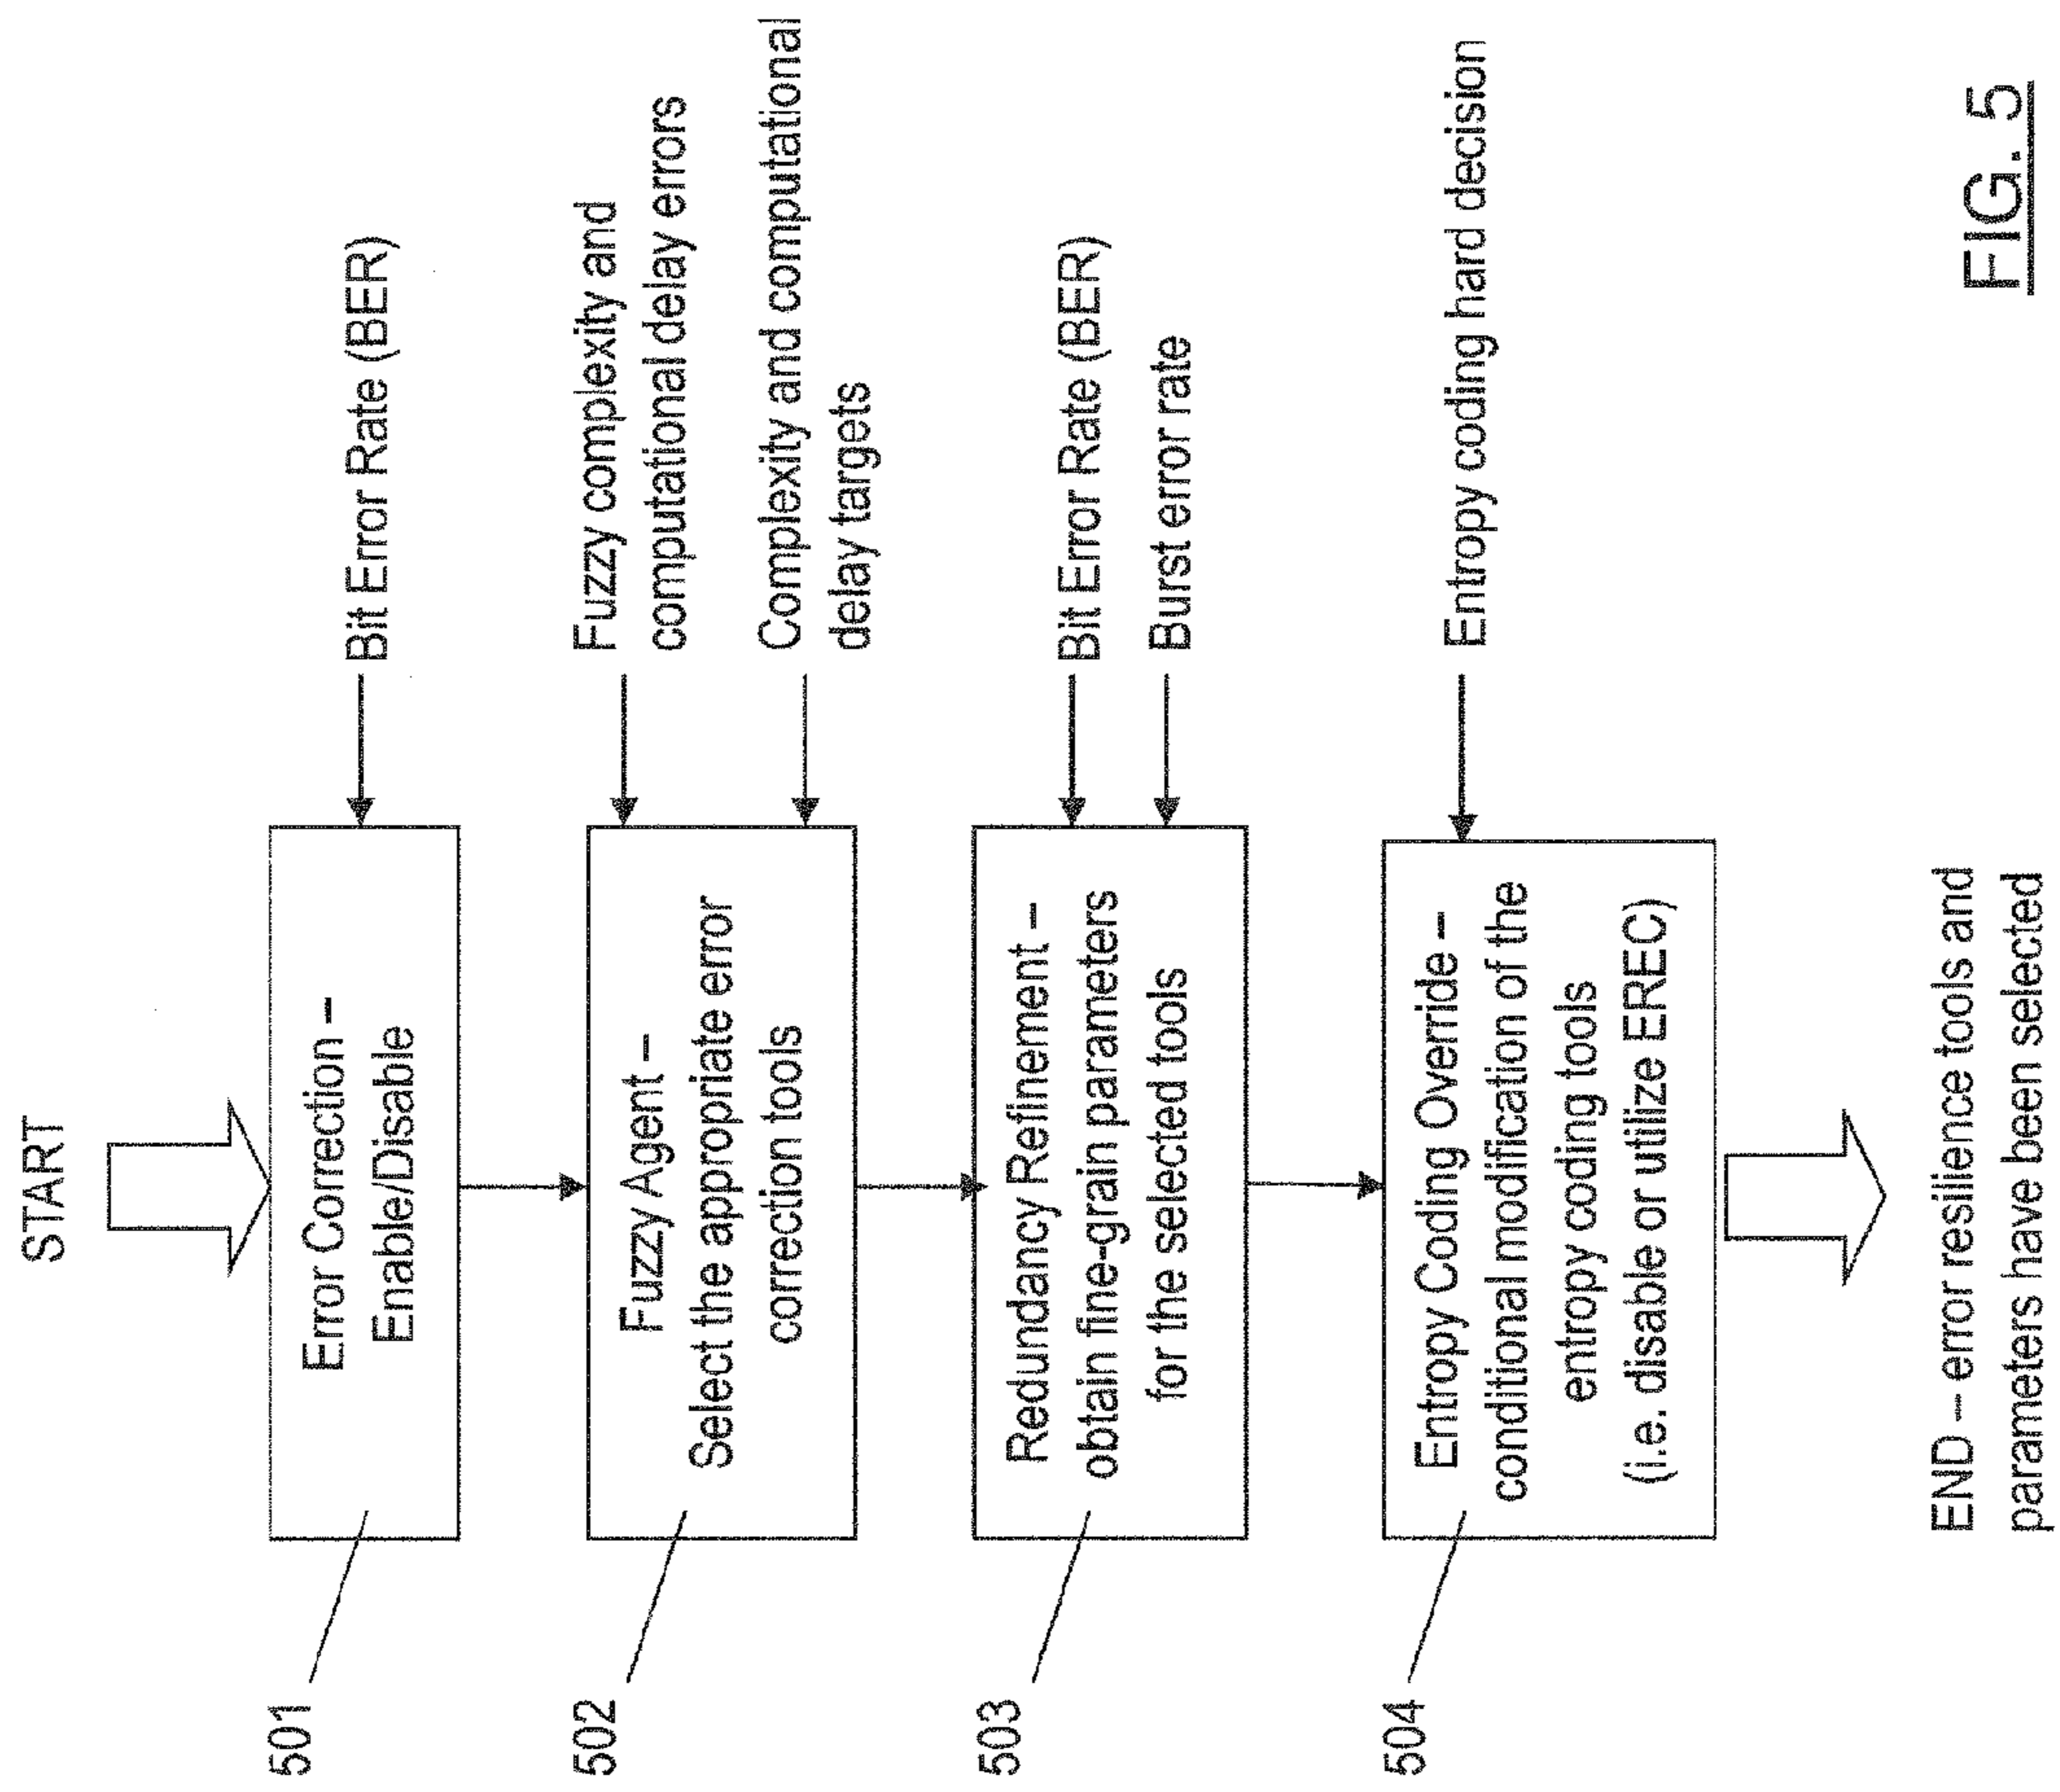 START
501
Error Correction –
Enable/Disable
Bit Error Rate (BER)
502
Fuzzy Agent –
Select the appropriate error
correction tools
Fuzzy complexity and
computational delay errors
Complexity and computational
delay targets
503
Redundancy Refinement –
obtain fine-grain parameters
for the selected tools
Bit Error Rate (BER)
Burst error rate
504
Entropy Coding Override –
conditional modification of the
entropy coding tools
(i.e. disable or utilize EREC)
Entropy coding hard decision
END – error resilience tools and
parameters have been selected
FIG. 5